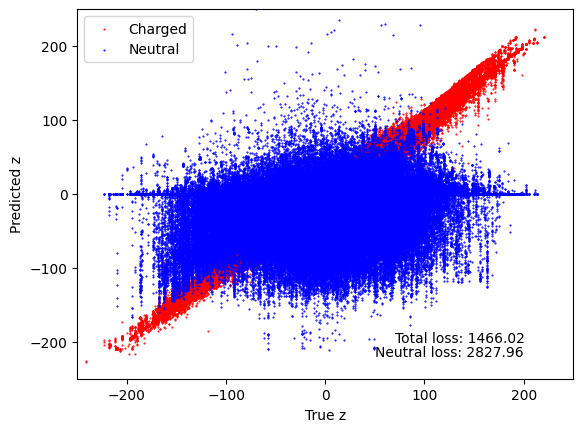 Charged
Neutral
200
100
0
−100
−200
Predicted z
Total loss: 1466.02
Neutral loss: 2827.96
−200
−100
0
100
200
True z